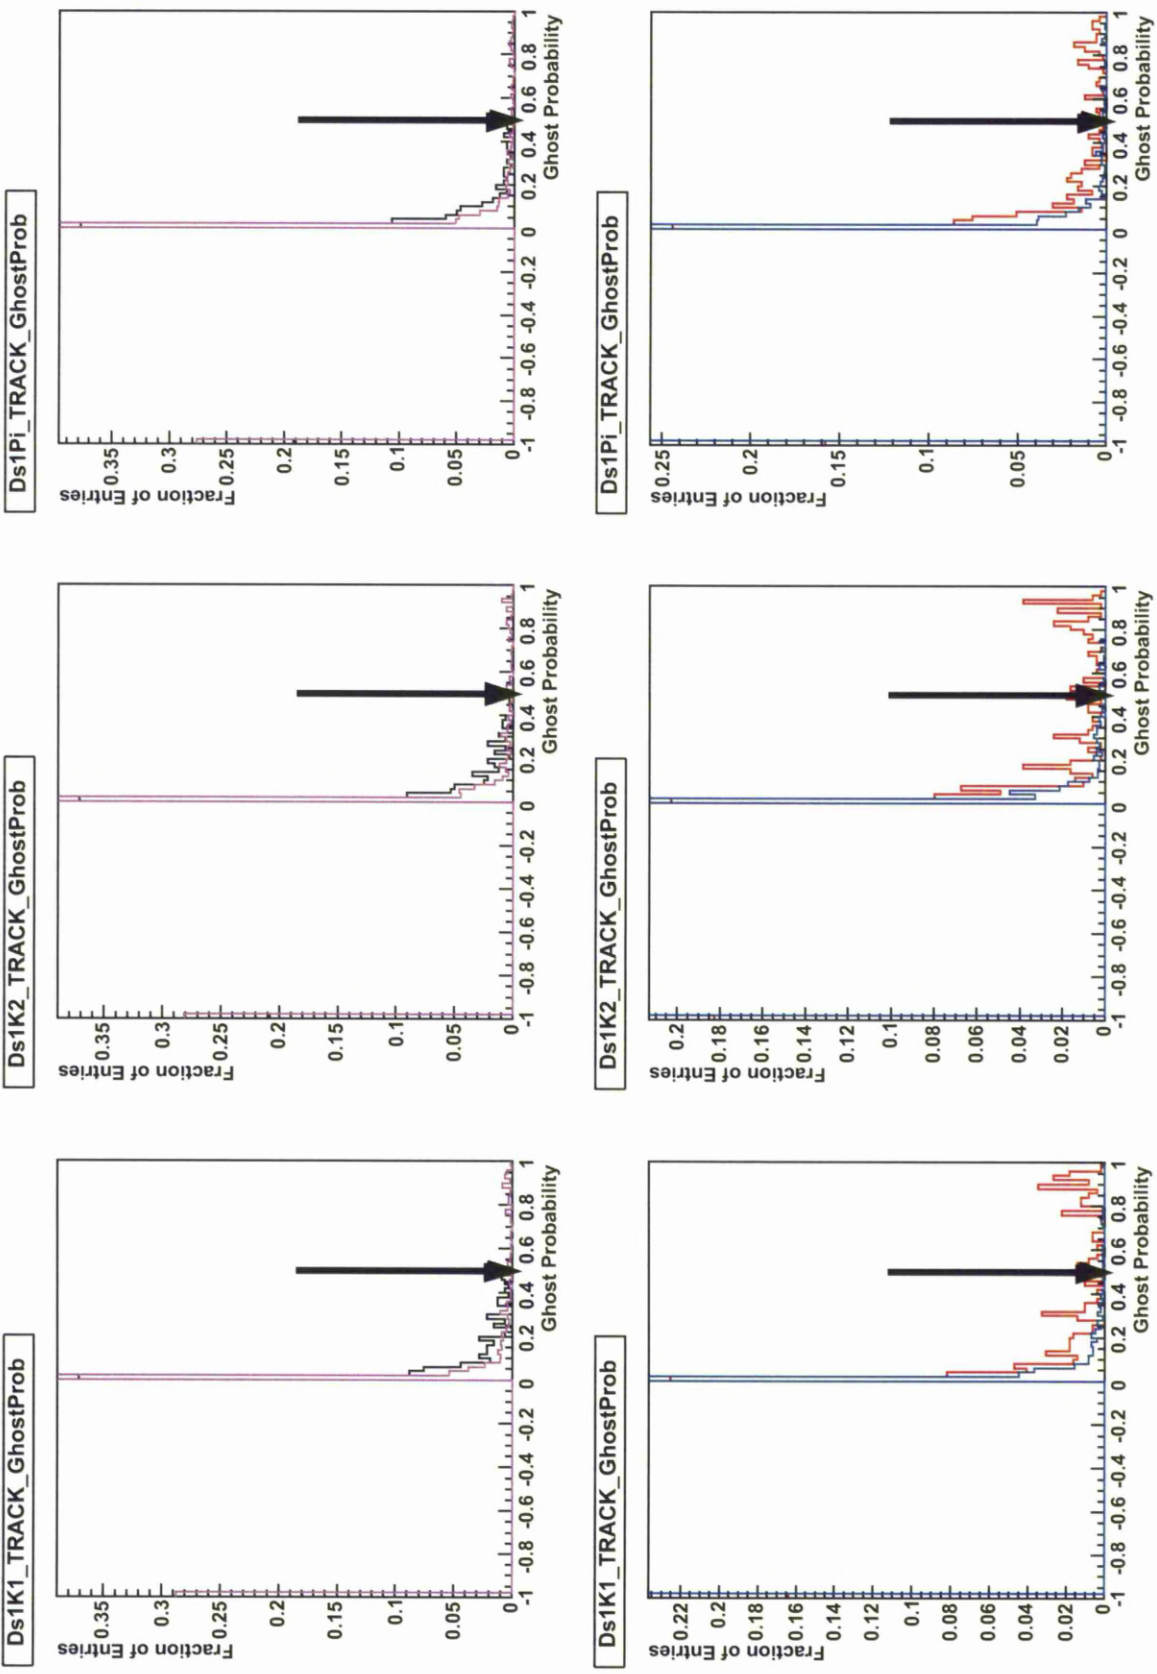 Ds1K1_TRACK_GhostProb
Fraction of Entries
0.35
0.3
0.25
0.2
0.15
0.1
0.05
0
-1 -0.8 -0.6 -0.4 -0.2 0 0.2 0.4 0.6 0.8 1
Ghost Probability
Ds1K2_TRACK_GhostProb
Fraction of Entries
0.35
0.3
0.25
0.2
0.15
0.1
0.05
0
-1 -0.8 -0.6 -0.4 -0.2 0 0.2 0.4 0.6 0.8 1
Ghost Probability
Ds1Pi_TRACK_GhostProb
Fraction of Entries
0.35
0.3
0.25
0.2
0.15
0.1
0.05
0
-1 -0.8 -0.6 -0.4 -0.2 0 0.2 0.4 0.6 0.8 1
Ghost Probability
Ds1K1_TRACK_GhostProb
Fraction of Entries
0.22
0.2
0.18
0.16
0.14
0.12
0.1
0.08
0.06
0.04
0.02
0
-1 -0.8 -0.6 -0.4 -0.2 0 0.2 0.4 0.6 0.8 1
Ghost Probability
Ds1K2_TRACK_GhostProb
Fraction of Entries
0.2
0.18
0.16
0.14
0.12
0.1
0.08
0.06
0.04
0.02
0
-1 -0.8 -0.6 -0.4 -0.2 0 0.2 0.4 0.6 0.8 1
Ghost Probability
Ds1Pi_TRACK_GhostProb
Fraction of Entries
0.25
0.2
0.15
0.1
0.05
0
-1 -0.8 -0.6 -0.4 -0.2 0 0.2 0.4 0.6 0.8 1
Ghost Probability